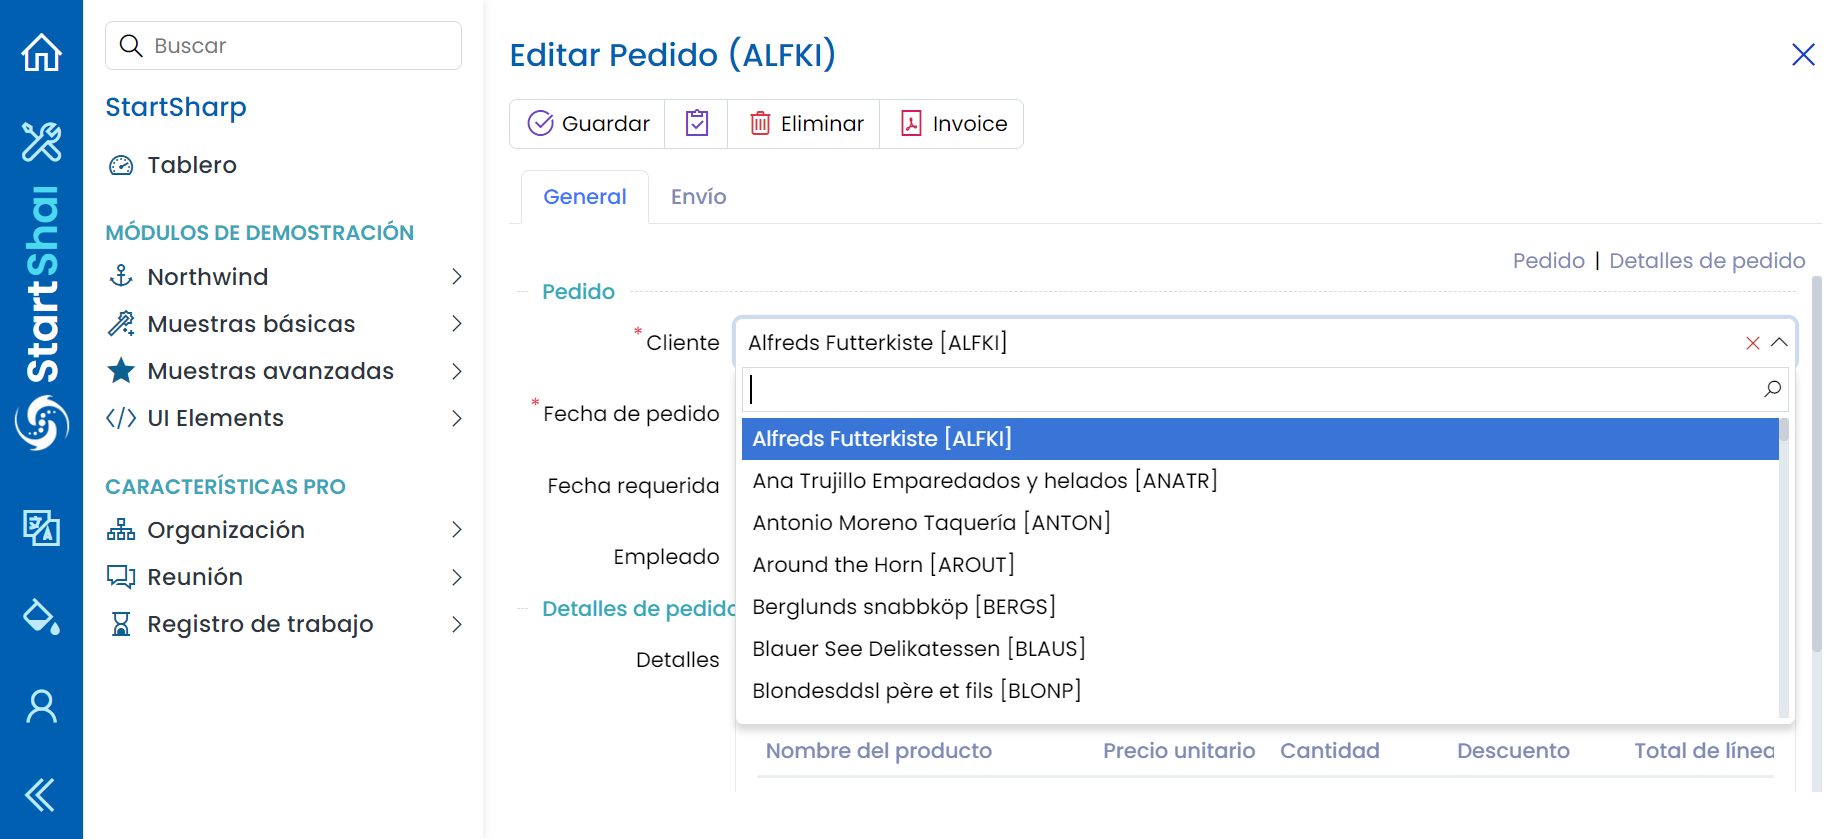 StartShar
Buscar
StartSharp
Tablero
MÓDULOS DE DEMOSTRACIÓN
Northwind
Muestras básicas
Muestras avanzadas
UI Elements
CARACTERÍSTICAS PRO
Organización
Reunión
Registro de trabajo
Editar Pedido (ALFKI)
Guardar
Eliminar
Invoice
General
Envío
Pedido | Detalles de pedido
Pedido
* Cliente
Alfreds Futterkiste [ALFKI]
* Fecha de pedido
Fecha requerida
Empleado
Alfreds Futterkiste [ALFKI]
Ana Trujillo Emparedados y helados [ANATR]
Antonio Moreno Taquería [ANTON]
Around the Horn [AROUT]
Berglunds snabbköp [BERGS]
Blauer See Delikatessen [BLAUS]
Blondesddsl père et fils [BLONP]
Detalles de pedido
Detalles
Nombre del producto
Precio unitario
Cantidad
Descuento
Total de línea